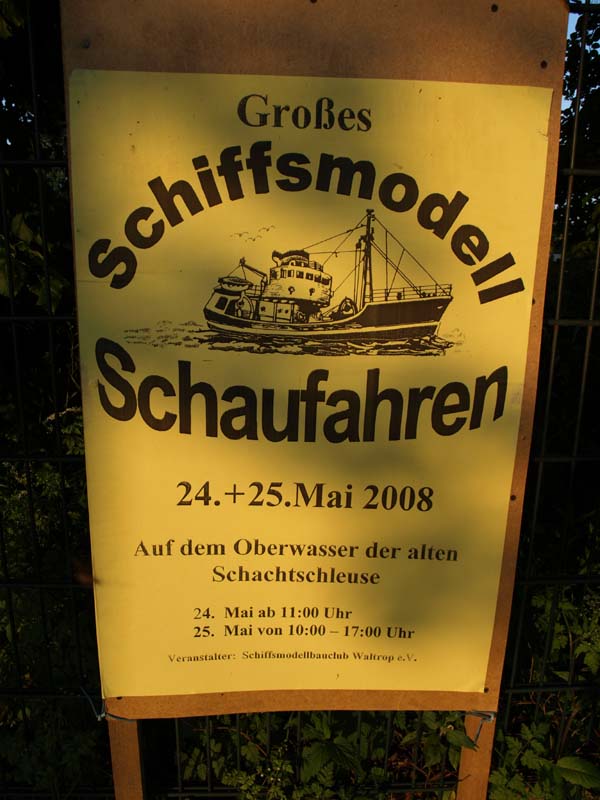 Großes
Schiffsmodell
Schaufahren
24.+25.Mai 2008
Auf dem Oberwasser der alten
Schachtschleuse
24. Mai ab 11:00 Uhr
25. Mai von 10:00 – 17:00 Uhr
Veranstalter: Schiffsmodellbauclub Waltrop e.V.